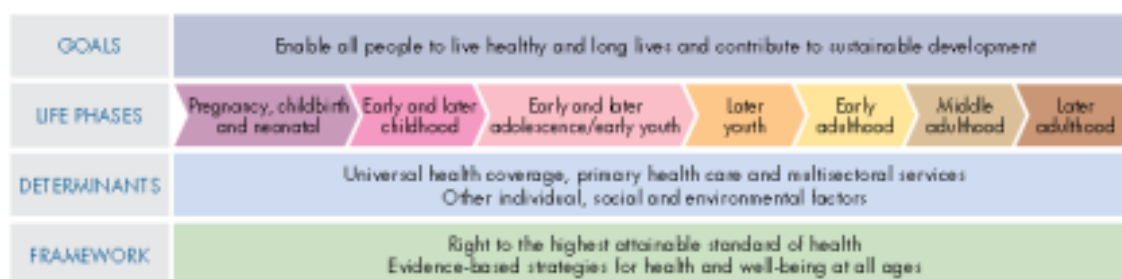 GOALS
Enable all people to live healthy and long lives and contribute to sustainable development
LIFE PHASES
Pregnancy, childbirth
and neonatal
Early and later
childhood
Early and later
adolescence/early youth
Later
youth
Early
adulthood
Middle
adulthood
Later
adulthood
DETERMINANTS
Universal health coverage, primary health care and multisectoral services
Other individual, social and environmental factors
FRAMEWORK
Right to the highest attainable standard of health
Evidence-based strategies for health and well-being at all ages